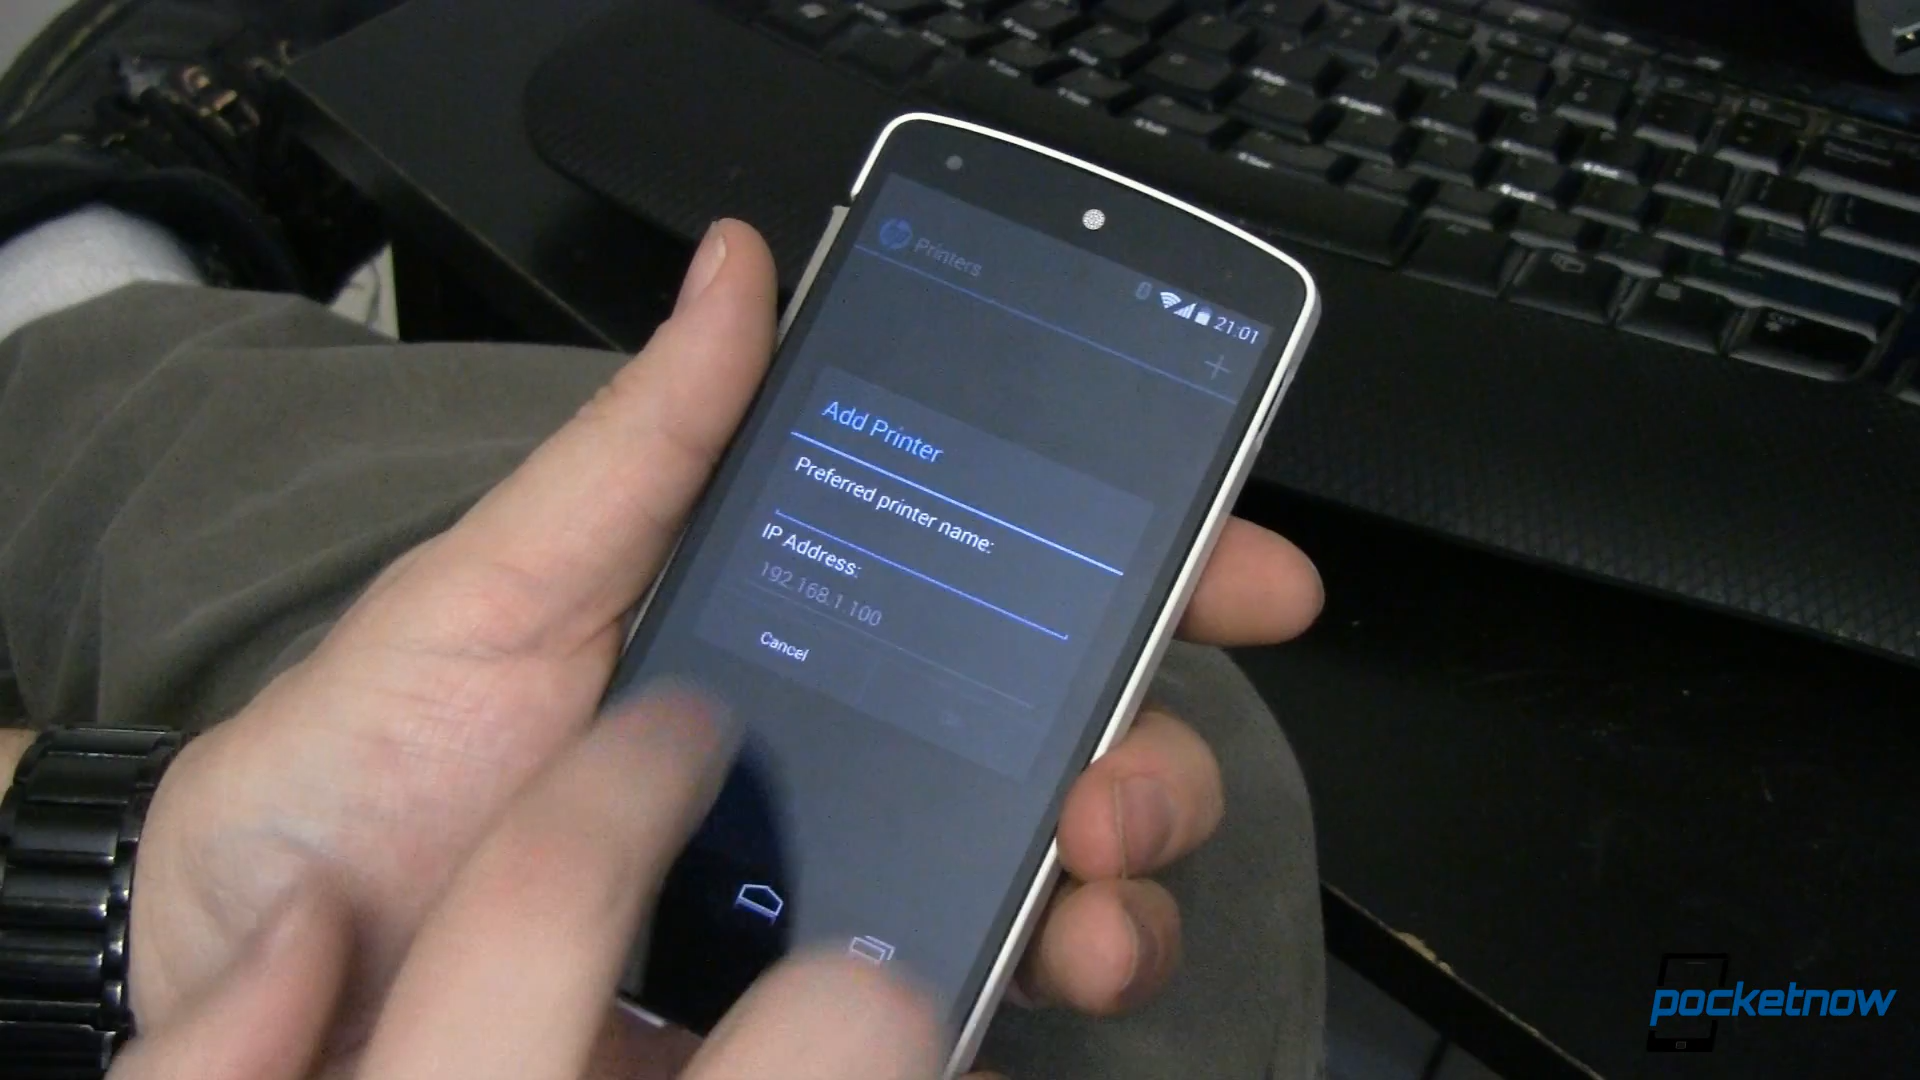 Printers
21:01
Add Printer
Preferred printer name:
IP Address:
192.168.1.100
Cancel
pocketnow